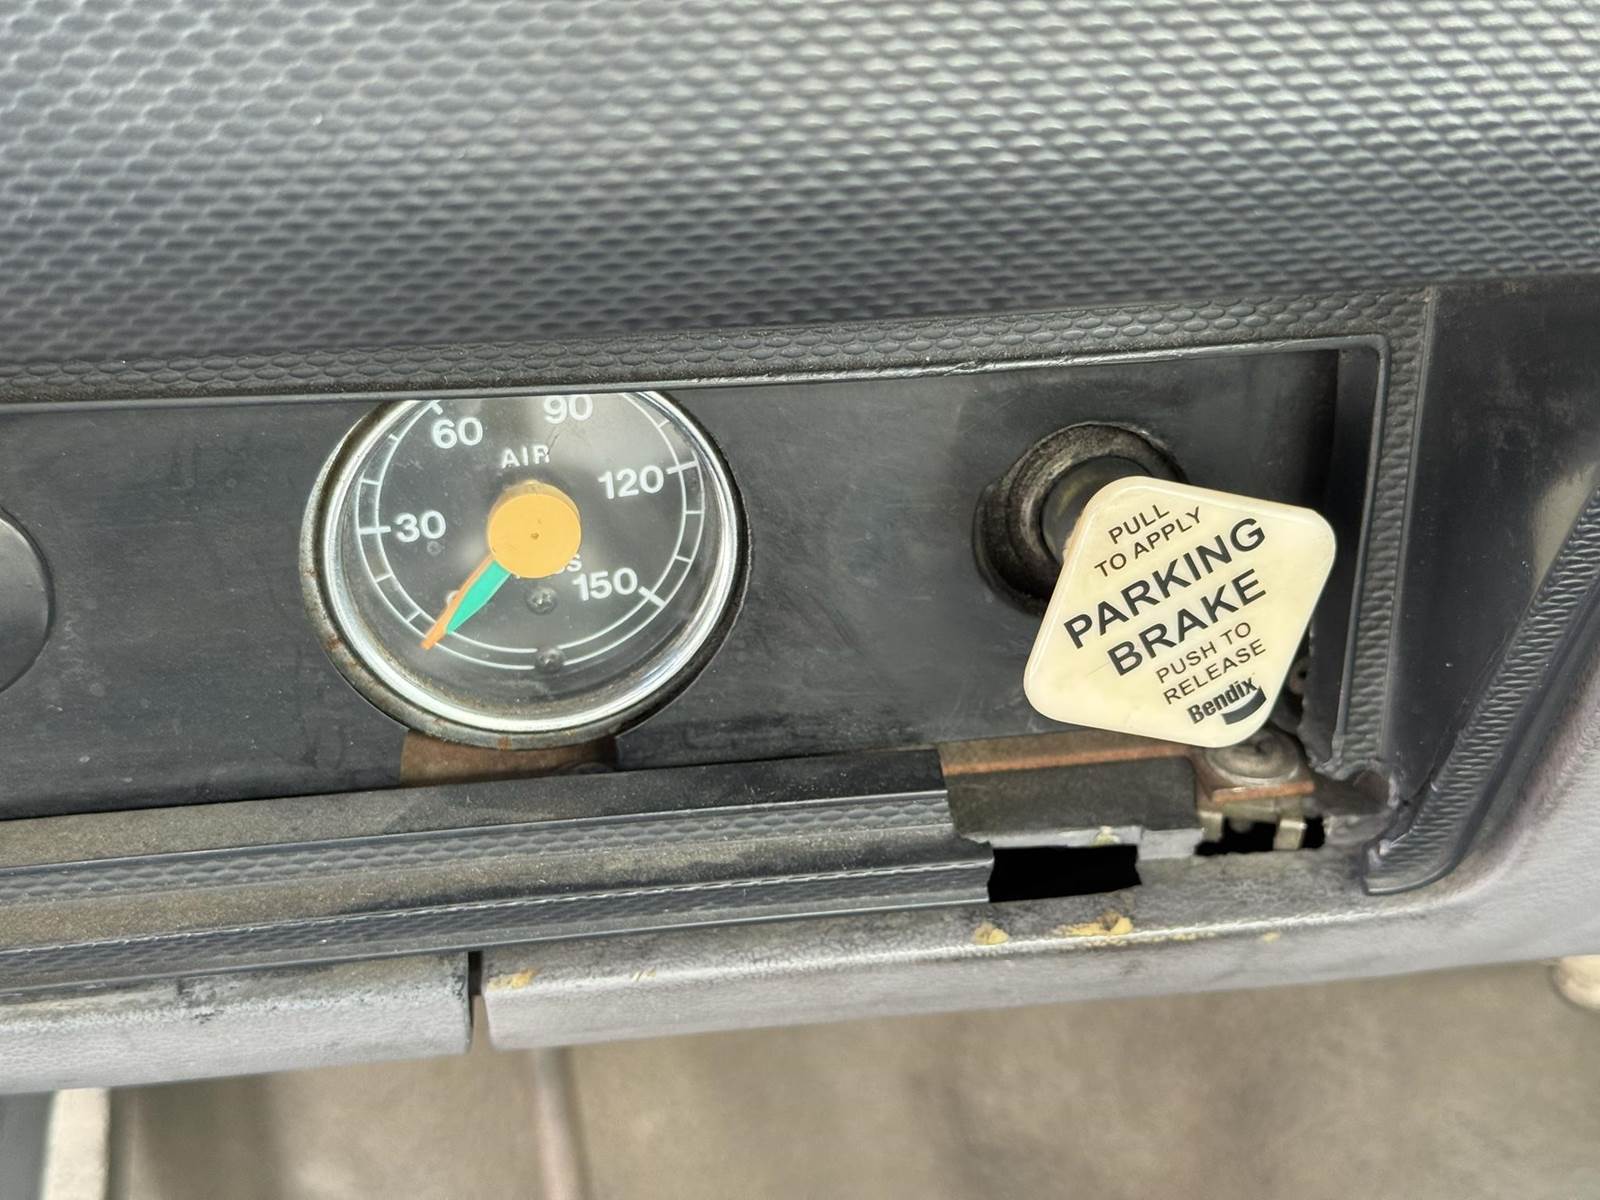 60
90
AIR
120
30
150
PULL
TO APPLY
PARKING
BRAKE
PUSH TO
RELEASE
Bendix